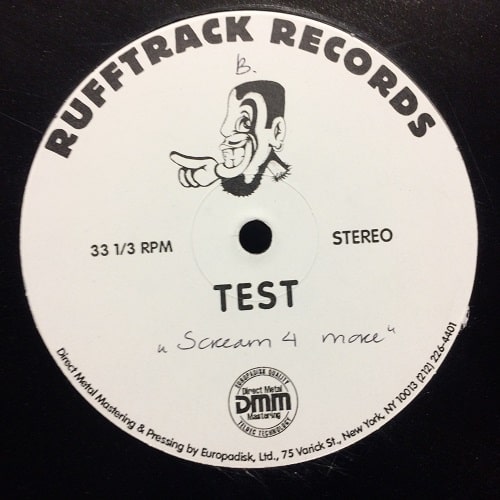 RUFFTRACK RECORDS
B.
33 1/3 RPM
STEREO
TEST
"Scream 4 more"
EUROPADISK QUALITY
Direct Metal
DMM
Mastering
TELDEC TECHNOLOGY
Direct Metal Mastering & Pressing by Europadisk, Ltd., 75 Varick St., New York, NY 10013 (212) 226-4401